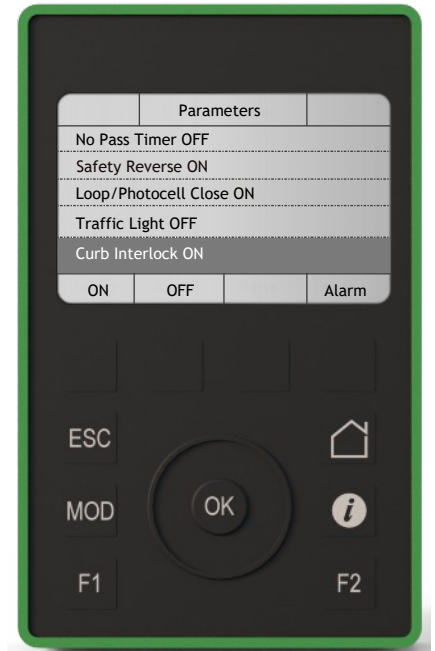 Parameters
No Pass Timer OFF
Safety Reverse ON
Loop/Photocell Close ON
Traffic Light OFF
Curb Interlock ON
ON OFF Alarm
ESC
MOD OK i
F1 F2